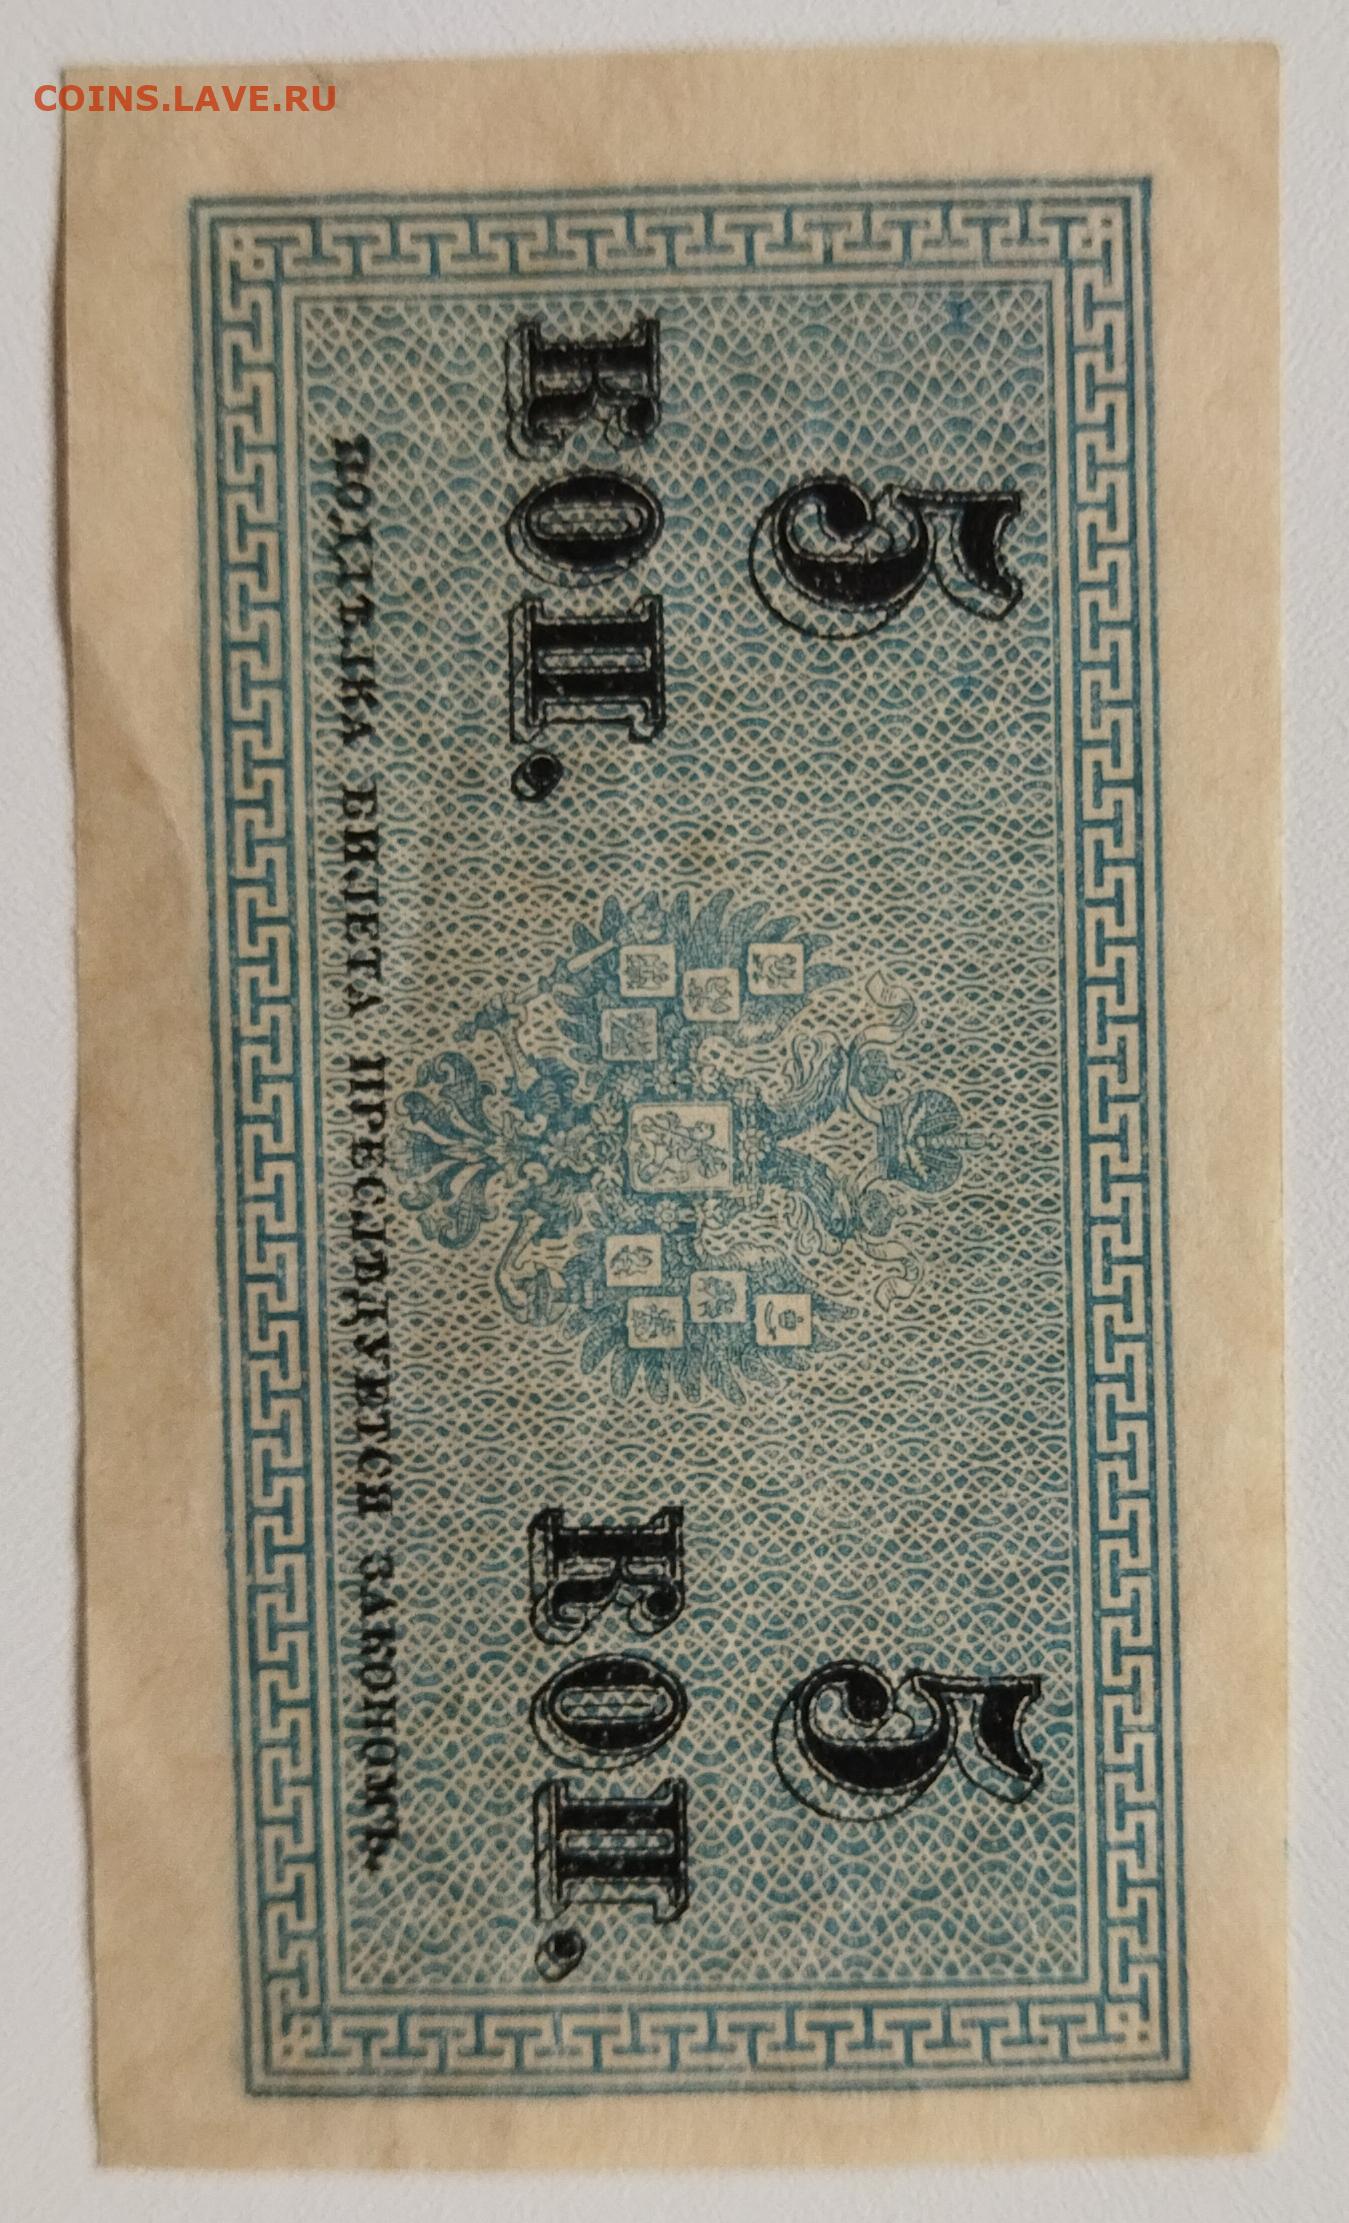 COINS.LAVE.RU
5 5
КОП. КОП.
ПОДДѢЛКА БИЛЕТА ПРЕСЛѢДУЕТСЯ ЗАКОНОМЪ.